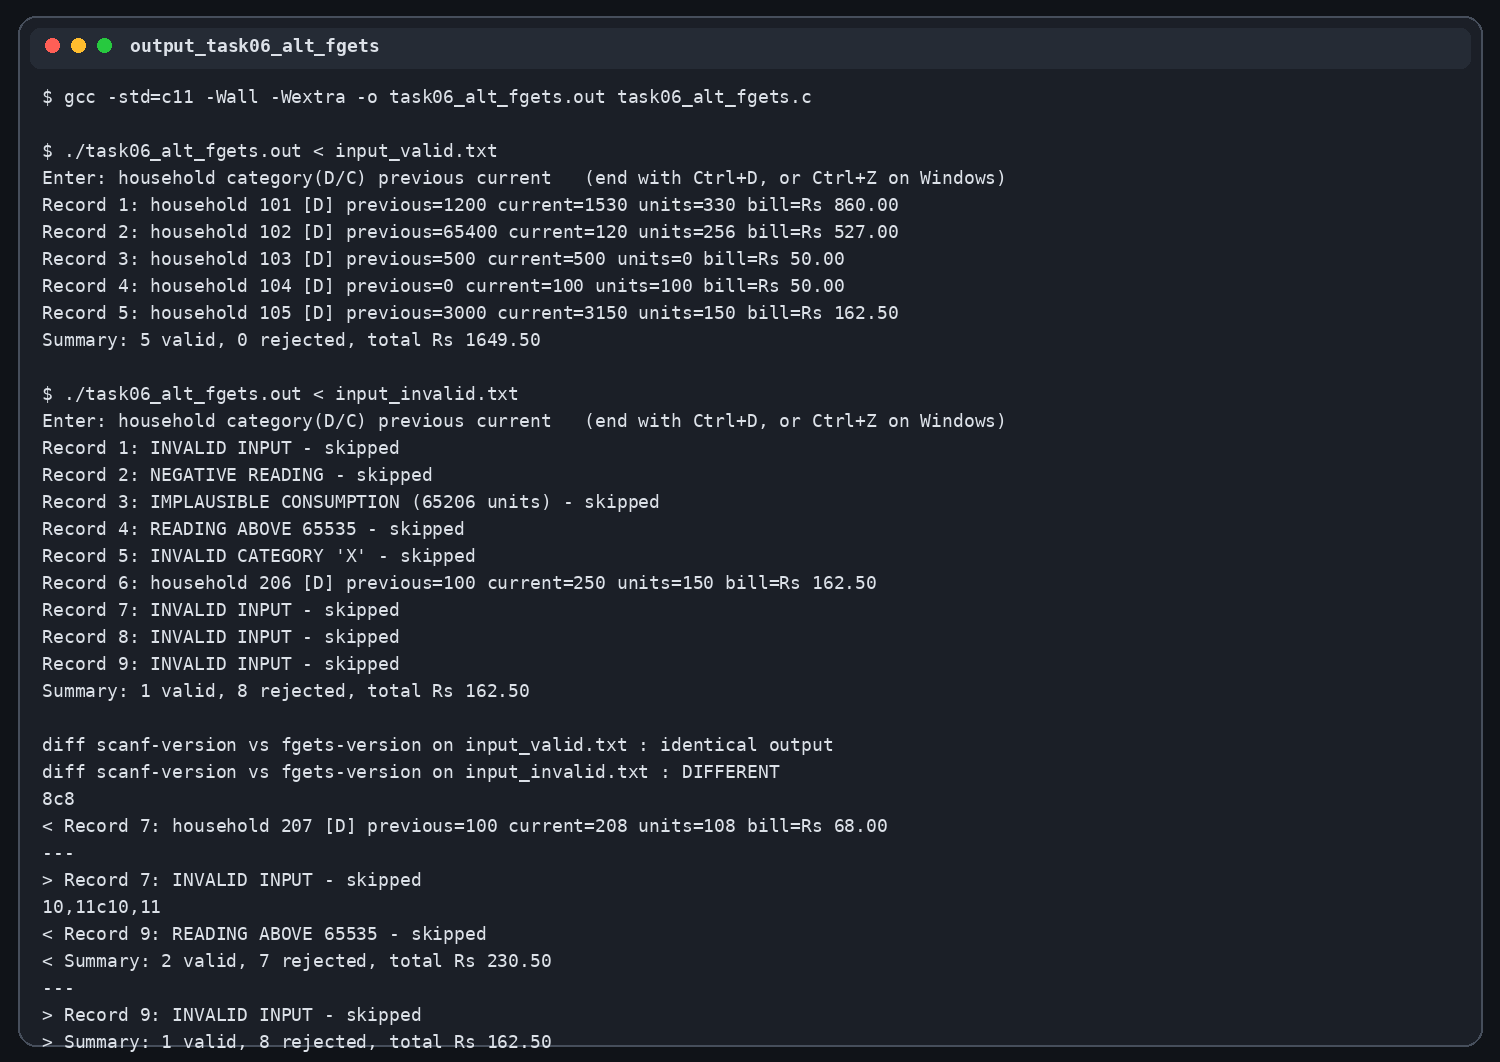 output_task06_alt_fgets
$ gcc -std=c11 -Wall -Wextra -o task06_alt_fgets.out task06_alt_fgets.c
$ ./task06_alt_fgets.out < input_valid.txt
Enter: household category(D/C) previous current   (end with Ctrl+D, or Ctrl+Z on Windows)
Record 1: household 101 [D] previous=1200 current=1530 units=330 bill=Rs 860.00
Record 2: household 102 [D] previous=65400 current=120 units=256 bill=Rs 527.00
Record 3: household 103 [D] previous=500 current=500 units=0 bill=Rs 50.00
Record 4: household 104 [D] previous=0 current=100 units=100 bill=Rs 50.00
Record 5: household 105 [D] previous=3000 current=3150 units=150 bill=Rs 162.50
Summary: 5 valid, 0 rejected, total Rs 1649.50
$ ./task06_alt_fgets.out < input_invalid.txt
Enter: household category(D/C) previous current   (end with Ctrl+D, or Ctrl+Z on Windows)
Record 1: INVALID INPUT - skipped
Record 2: NEGATIVE READING - skipped
Record 3: IMPLAUSIBLE CONSUMPTION (65206 units) - skipped
Record 4: READING ABOVE 65535 - skipped
Record 5: INVALID CATEGORY 'X' - skipped
Record 6: household 206 [D] previous=100 current=250 units=150 bill=Rs 162.50
Record 7: INVALID INPUT - skipped
Record 8: INVALID INPUT - skipped
Record 9: INVALID INPUT - skipped
Summary: 1 valid, 8 rejected, total Rs 162.50
diff scanf-version vs fgets-version on input_valid.txt : identical output
diff scanf-version vs fgets-version on input_invalid.txt : DIFFERENT
8c8
< Record 7: household 207 [D] previous=100 current=208 units=108 bill=Rs 68.00
---
> Record 7: INVALID INPUT - skipped
10,11c10,11
< Record 9: READING ABOVE 65535 - skipped
< Summary: 2 valid, 7 rejected, total Rs 230.50
---
> Record 9: INVALID INPUT - skipped
> Summary: 1 valid, 8 rejected, total Rs 162.50